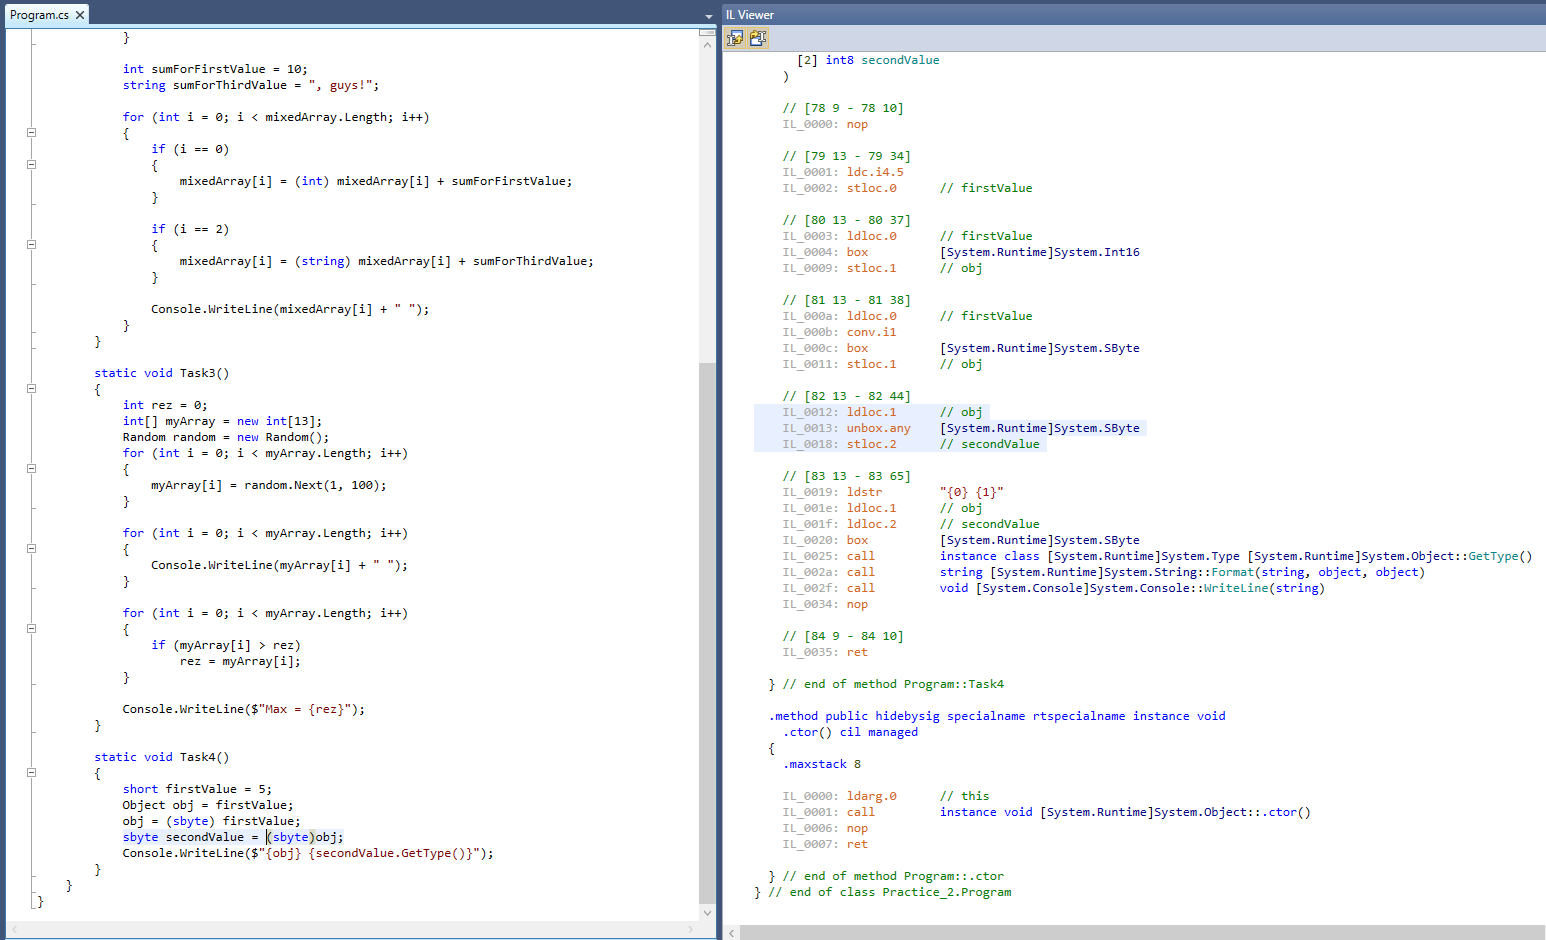 Program.cs
}
int sumForFirstValue = 10;
string sumForThirdValue = ", guys!";
for (int i = 0; i < mixedArray.Length; i++)
{
if (i == 0)
{
mixedArray[i] = (int) mixedArray[i] + sumForFirstValue;
}
if (i == 2)
{
mixedArray[i] = (string) mixedArray[i] + sumForThirdValue;
}
Console.WriteLine(mixedArray[i] + " ");
}
}
static void Task3()
{
int rez = 0;
int[] myArray = new int[13];
Random random = new Random();
for (int i = 0; i < myArray.Length; i++)
{
myArray[i] = random.Next(1, 100);
}
for (int i = 0; i < myArray.Length; i++)
{
Console.WriteLine(myArray[i] + " ");
}
for (int i = 0; i < myArray.Length; i++)
{
if (myArray[i] > rez)
rez = myArray[i];
}
Console.WriteLine($"Max = {rez}");
}
static void Task4()
{
short firstValue = 5;
Object obj = firstValue;
obj = (sbyte) firstValue;
sbyte secondValue = (sbyte)obj;
Console.WriteLine($"{obj} {secondValue.GetType()}");
}
}
}
IL Viewer
[2] int8 secondValue
)
// [78 9 - 78 10]
IL_0000: nop
// [79 13 - 79 34]
IL_0001: ldc.i4.5
IL_0002: stloc.0 // firstValue
// [80 13 - 80 37]
IL_0003: ldloc.0 // firstValue
IL_0004: box [System.Runtime]System.Int16
IL_0009: stloc.1 // obj
// [81 13 - 81 38]
IL_000a: ldloc.0 // firstValue
IL_000b: conv.i1
IL_000c: box [System.Runtime]System.SByte
IL_0011: stloc.1 // obj
// [82 13 - 82 44]
IL_0012: ldloc.1 // obj
IL_0013: unbox.any [System.Runtime]System.SByte
IL_0018: stloc.2 // secondValue
// [83 13 - 83 65]
IL_0019: ldstr "{0} {1}"
IL_001e: ldloc.1 // obj
IL_001f: ldloc.2 // secondValue
IL_0020: box [System.Runtime]System.SByte
IL_0025: call instance class [System.Runtime]System.Type [System.Runtime]System.Object::GetType()
IL_002a: call string [System.Runtime]System.String::Format(string, object, object)
IL_002f: call void [System.Console]System.Console::WriteLine(string)
IL_0034: nop
// [84 9 - 84 10]
IL_0035: ret
} // end of method Program::Task4
.method public hidebysig specialname rtspecialname instance void
.ctor() cil managed
{
.maxstack 8
IL_0000: ldarg.0 // this
IL_0001: call instance void [System.Runtime]System.Object::.ctor()
IL_0006: nop
IL_0007: ret
} // end of method Program::.ctor
} // end of class Practice_2.Program